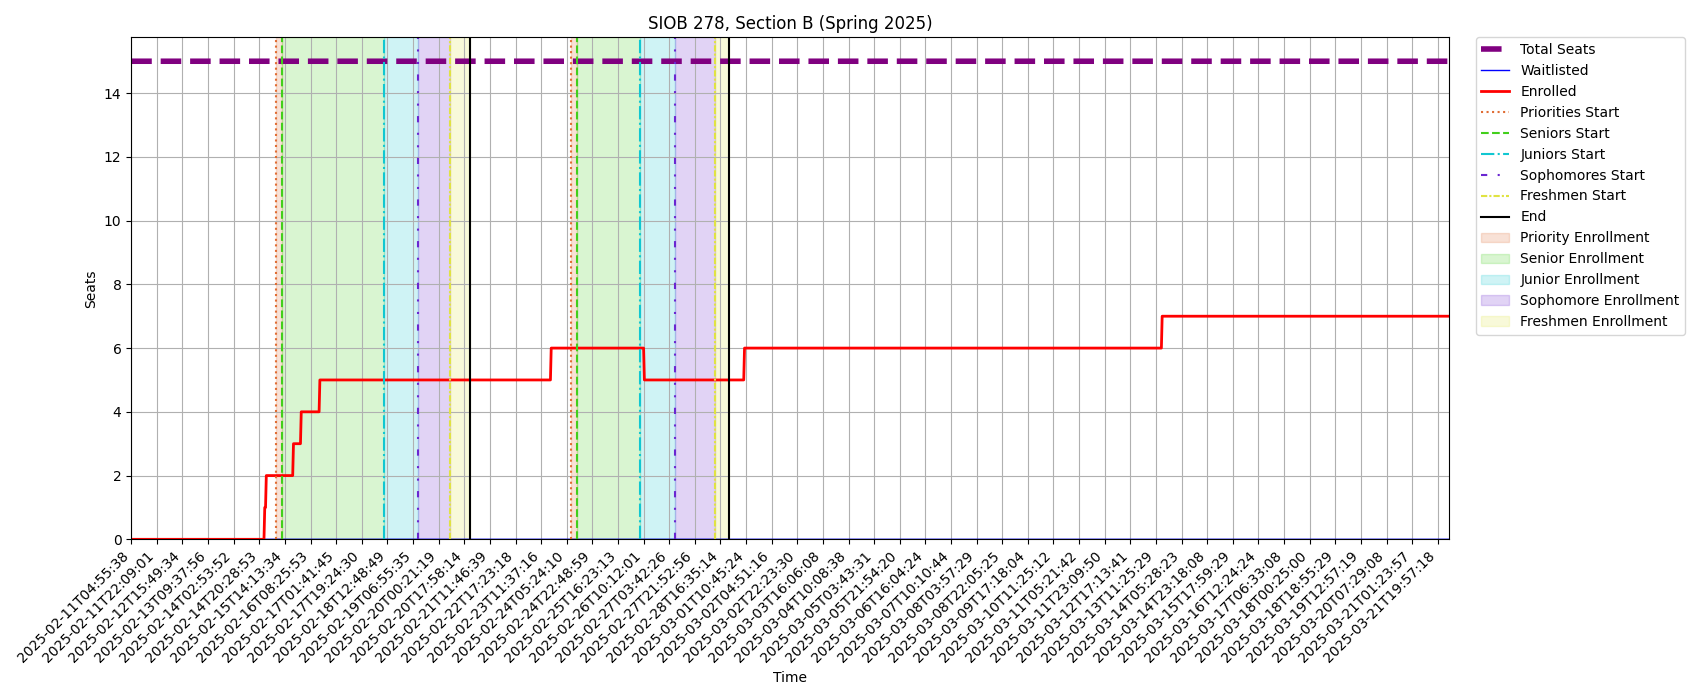 SIOB 278, Section B (Spring 2025)
Seats
14
12
10
8
6
4
2
0
2025-02-11T04:55:38
2025-02-11T22:09:01
2025-02-12T15:49:34
2025-02-13T09:37:56
2025-02-14T02:53:52
2025-02-14T20:28:53
2025-02-15T14:13:34
2025-02-16T08:25:53
2025-02-17T01:41:45
2025-02-17T19:24:30
2025-02-18T12:48:49
2025-02-19T06:55:35
2025-02-20T00:21:19
2025-02-20T17:58:14
2025-02-21T11:46:39
2025-02-22T17:23:18
2025-02-23T11:37:16
2025-02-24T05:24:10
2025-02-24T22:48:59
2025-02-25T16:23:13
2025-02-26T10:12:01
2025-02-27T03:42:26
2025-02-27T21:52:56
2025-02-28T16:35:14
2025-03-01T10:45:24
2025-03-02T04:51:16
2025-03-02T22:23:30
2025-03-03T16:06:08
2025-03-04T11:08:38
2025-03-05T03:43:31
2025-03-05T21:54:20
2025-03-06T16:04:24
2025-03-07T10:10:44
2025-03-08T03:57:29
2025-03-08T22:05:25
2025-03-09T17:18:04
2025-03-10T11:25:12
2025-03-11T05:21:42
2025-03-11T23:09:50
2025-03-12T17:13:41
2025-03-13T11:25:29
2025-03-14T05:28:23
2025-03-14T23:18:08
2025-03-15T17:59:29
2025-03-16T12:24:24
2025-03-17T06:33:08
2025-03-18T00:25:00
2025-03-18T18:55:29
2025-03-19T12:57:19
2025-03-20T07:29:08
2025-03-21T01:23:57
2025-03-21T19:57:18
Time
Total Seats
Waitlisted
Enrolled
Priorities Start
Seniors Start
Juniors Start
Sophomores Start
Freshmen Start
End
Priority Enrollment
Senior Enrollment
Junior Enrollment
Sophomore Enrollment
Freshmen Enrollment